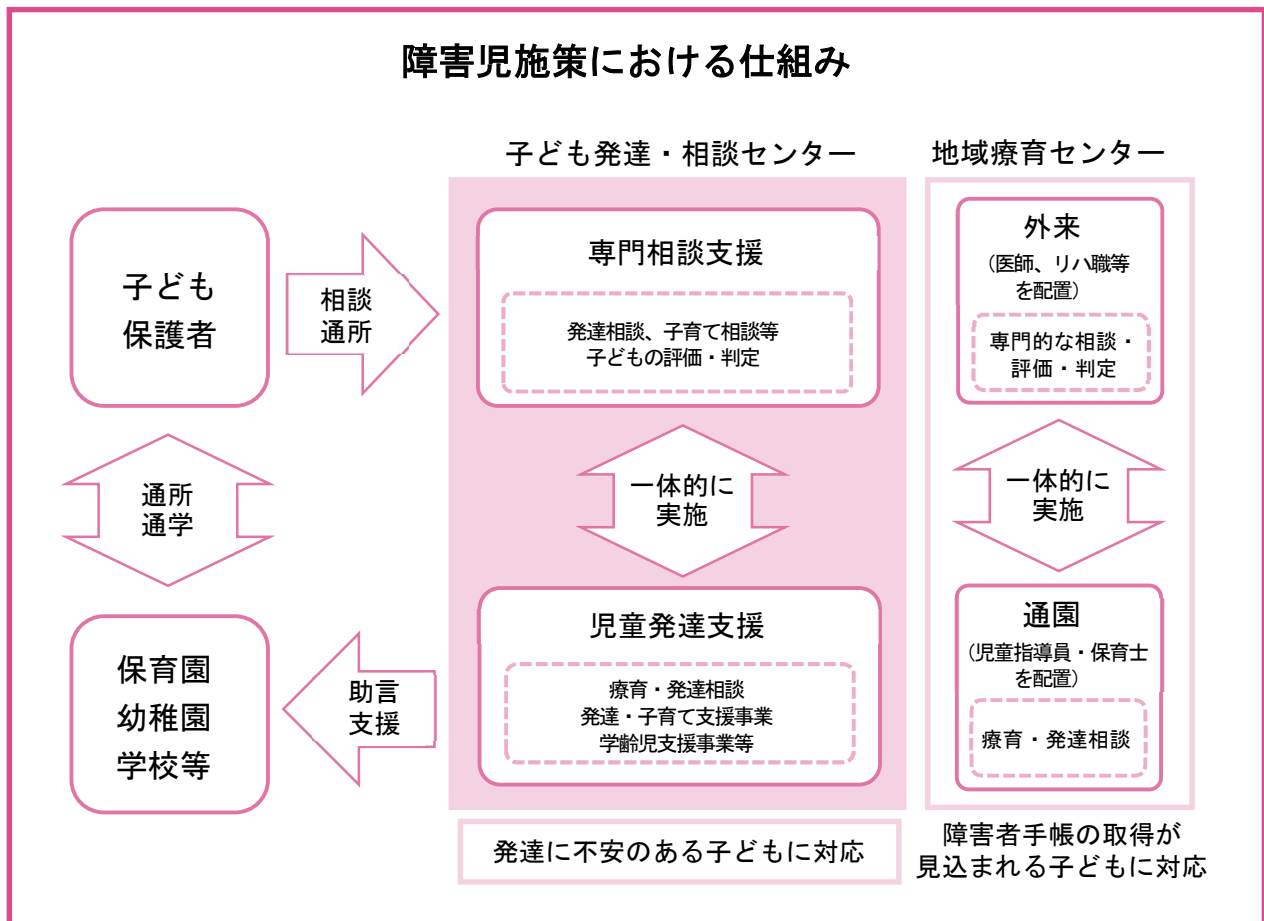 障害児施策における仕組み
子ども発達・相談センター
地域療育センター
子ども
保護者
相談
通所
専門相談支援
発達相談、子育て相談等
子どもの評価・判定
外来
（医師、リハ職等
を配置）
専門的な相談・
評価・判定
通所
通学
一体的に
実施
一体的に
実施
保育園
幼稚園
学校等
助言
支援
児童発達支援
療育・発達相談
発達・子育て支援事業
学齢児支援事業等
通園
（児童指導員・保育士
を配置）
療育・発達相談
発達に不安のある子どもに対応
障害者手帳の取得が
見込まれる子どもに対応